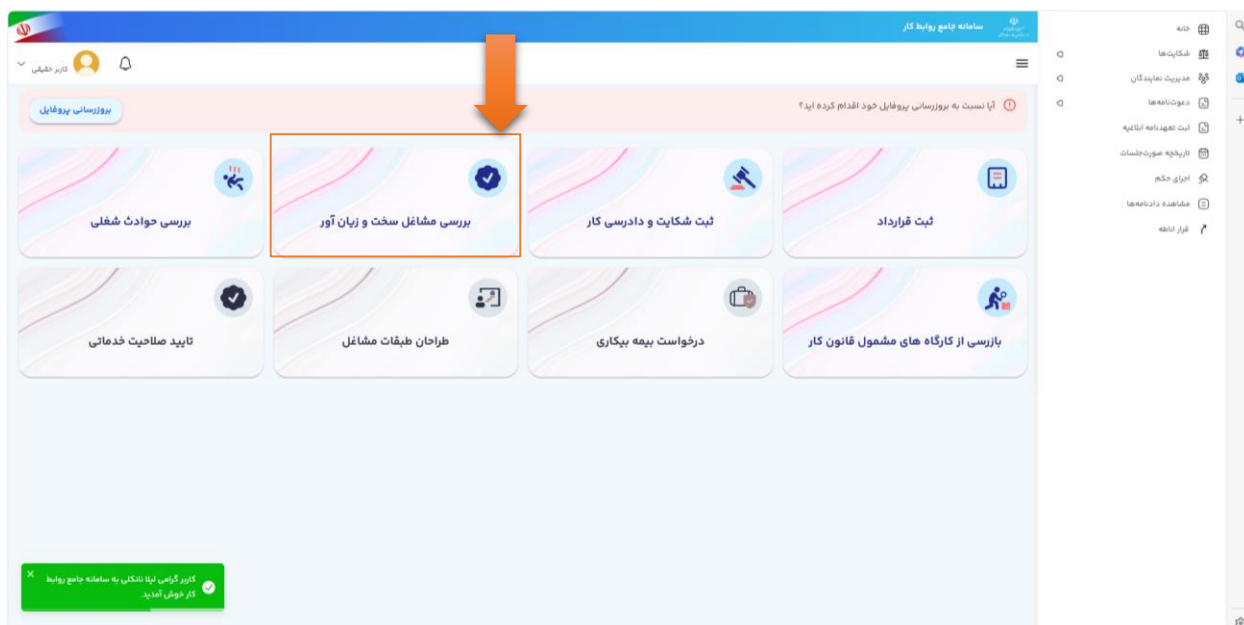 سامانه جامع روابط کار
کاربر حقیقی
آیا نسبت به بروزرسانی پروفایل خود اقدام کرده اید؟
بروزرسانی پروفایل
خانه
شکایت‌ها
مدیریت نمایندگان
دعوتنامه‌ها
ثبت تعهدنامه ابلاغیه
تاریخچه صورت‌جلسات
اجرای حکم
مشاهده دادنامه‌ها
قرار اناطه
ثبت قرارداد
ثبت شکایت و دادرسی کار
بررسی مشاغل سخت و زیان آور
بررسی حوادث شغلی
بازرسی از کارگاه های مشمول قانون کار
درخواست بیمه بیکاری
طراحان طبقات مشاغل
تایید صلاحیت خدماتی
کاربر گرامی لیلا نانکلی به سامانه جامع روابط
کار خوش آمدید.